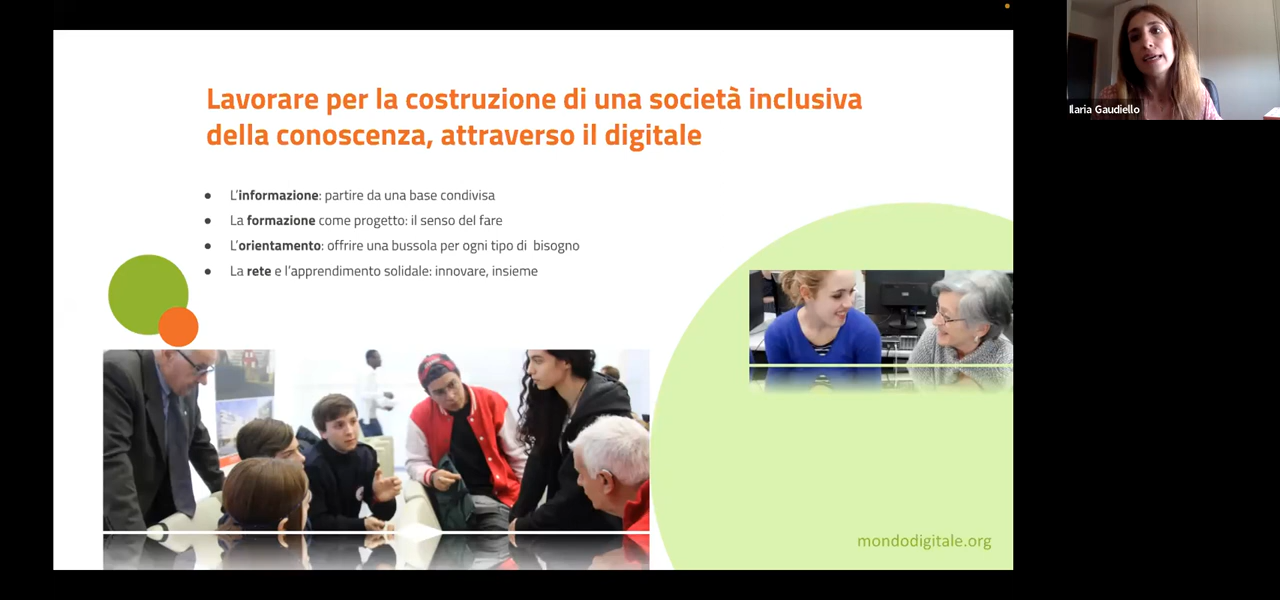 Lavorare per la costruzione di una società inclusiva
della conoscenza, attraverso il digitale
● L'informazione: partire da una base condivisa
● La formazione come progetto: il senso del fare
● L'orientamento: offrire una bussola per ogni tipo di bisogno
● La rete e l'apprendimento solidale: innovare, insieme
mondodigitale.org
Ilaria Gaudiello